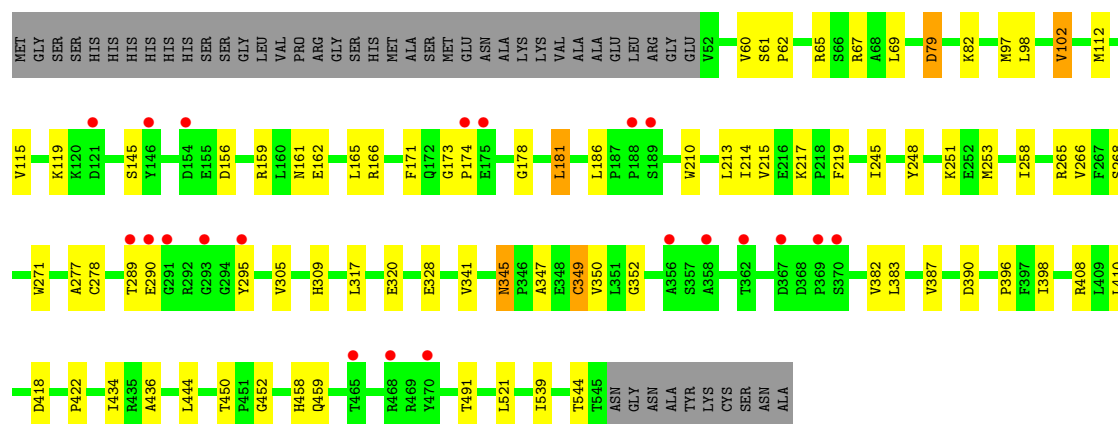 MET GLY SER SER HIS HIS HIS HIS HIS HIS SER SER GLY LEU VAL PRO ARG GLY SER HIS MET ALA SER MET GLU ASN ALA LYS LYS VAL ALA ALA GLU LEU ARG GLY GLU V52 V60 S61 P62 R65 S66 R67 A68 L69 D79 K82 M97 L98 V102 M112
V115 K119 K120 D121 S145 Y146 D154 E155 D156 R159 L160 N161 E162 L165 R166 F171 Q172 G173 P174 E175 G178 L181 L186 P187 P188 S189 W210 L213 I214 V215 E216 K217 P218 F219 I245 Y248 K251 E252 M253 I258 R265 V266 F267 S268
W271 A277 C278 T289 E290 G291 R292 G293 G294 Y295 V305 H309 L317 E320 E328 V341 N345 P346 A347 E348 C349 V350 L351 G352 A356 S357 A358 T362 D367 D368 P369 S370 V382 L383 V387 D390 P396 F397 I398 R408 L409 L410
D418 P422 I434 R435 A436 L444 T450 P451 G452 H458 Q459 T465 R468 R469 Y470 T491 L521 I539 T544 T545 ASN GLY ASN ALA TYR LYS CYS SER ASN ALA